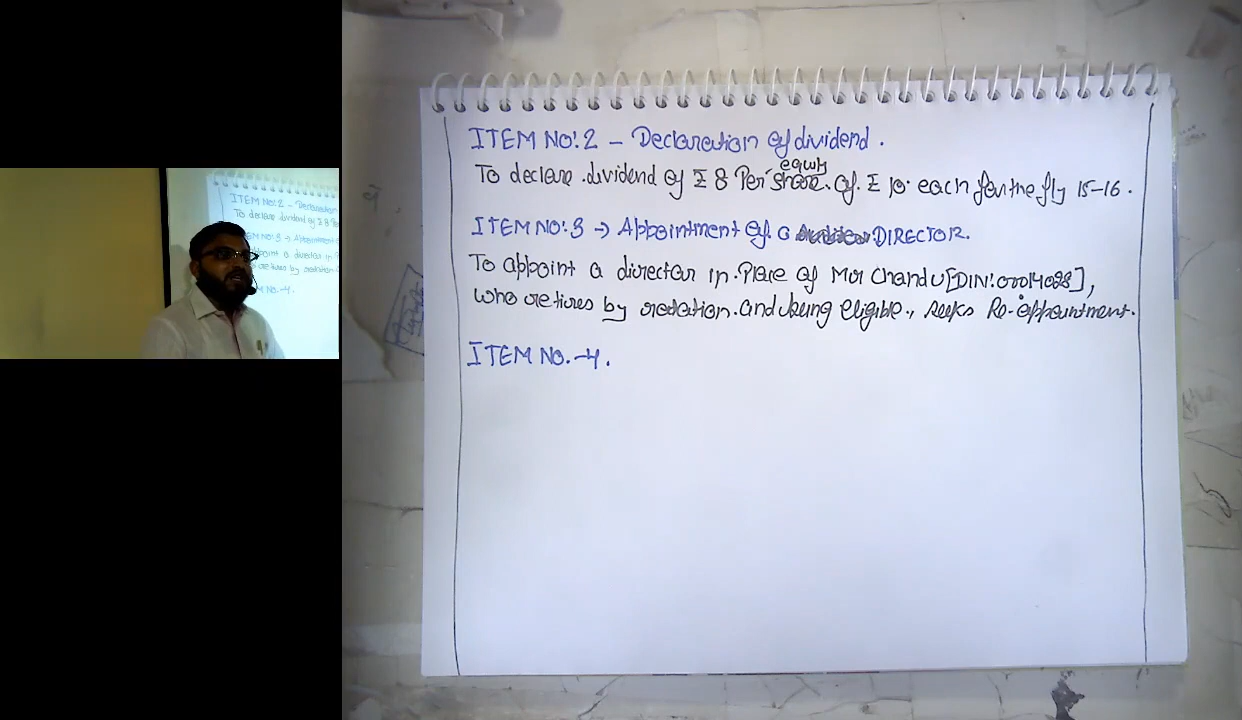 ITEM NO:2 - Declaration of dividend.
To declare dividend of ₹ 8 Per equity share of ₹ 10 each for the f/y 15-16.
ITEM NO:3 → Appointment of a DIRECTOR.
To appoint a director in Place of Mr Chandu [DIN:00014098],
who retires by rotation and being eligible, seeks Re-appointment.
ITEM NO.-4.